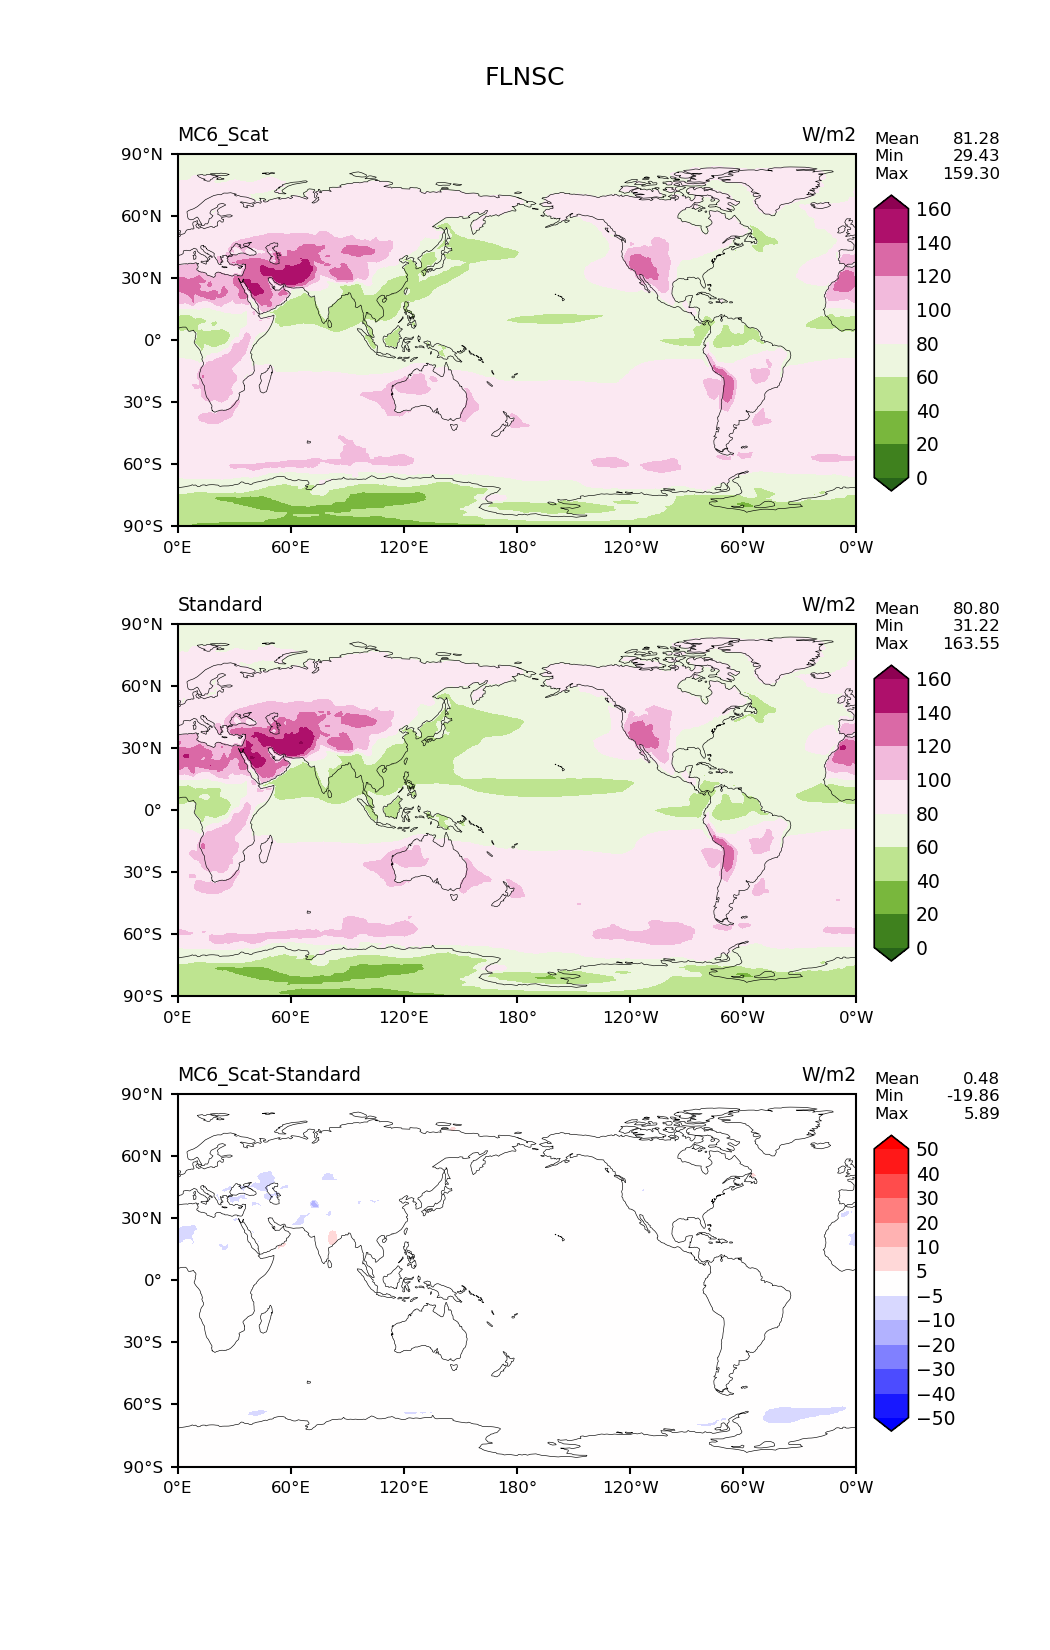 FLNSC
MC6_Scat W/m2
Mean 81.28
Min 29.43
Max 159.30
90°N
60°N
30°N
0°
30°S
60°S
90°S
0°E 60°E 120°E 180° 120°W 60°W 0°W
160
140
120
100
80
60
40
20
0
Standard W/m2
Mean 80.80
Min 31.22
Max 163.55
90°N
60°N
30°N
0°
30°S
60°S
90°S
0°E 60°E 120°E 180° 120°W 60°W 0°W
160
140
120
100
80
60
40
20
0
MC6_Scat-Standard W/m2
Mean 0.48
Min -19.86
Max 5.89
90°N
60°N
30°N
0°
30°S
60°S
90°S
0°E 60°E 120°E 180° 120°W 60°W 0°W
50
40
30
20
10
5
−5
−10
−20
−30
−40
−50